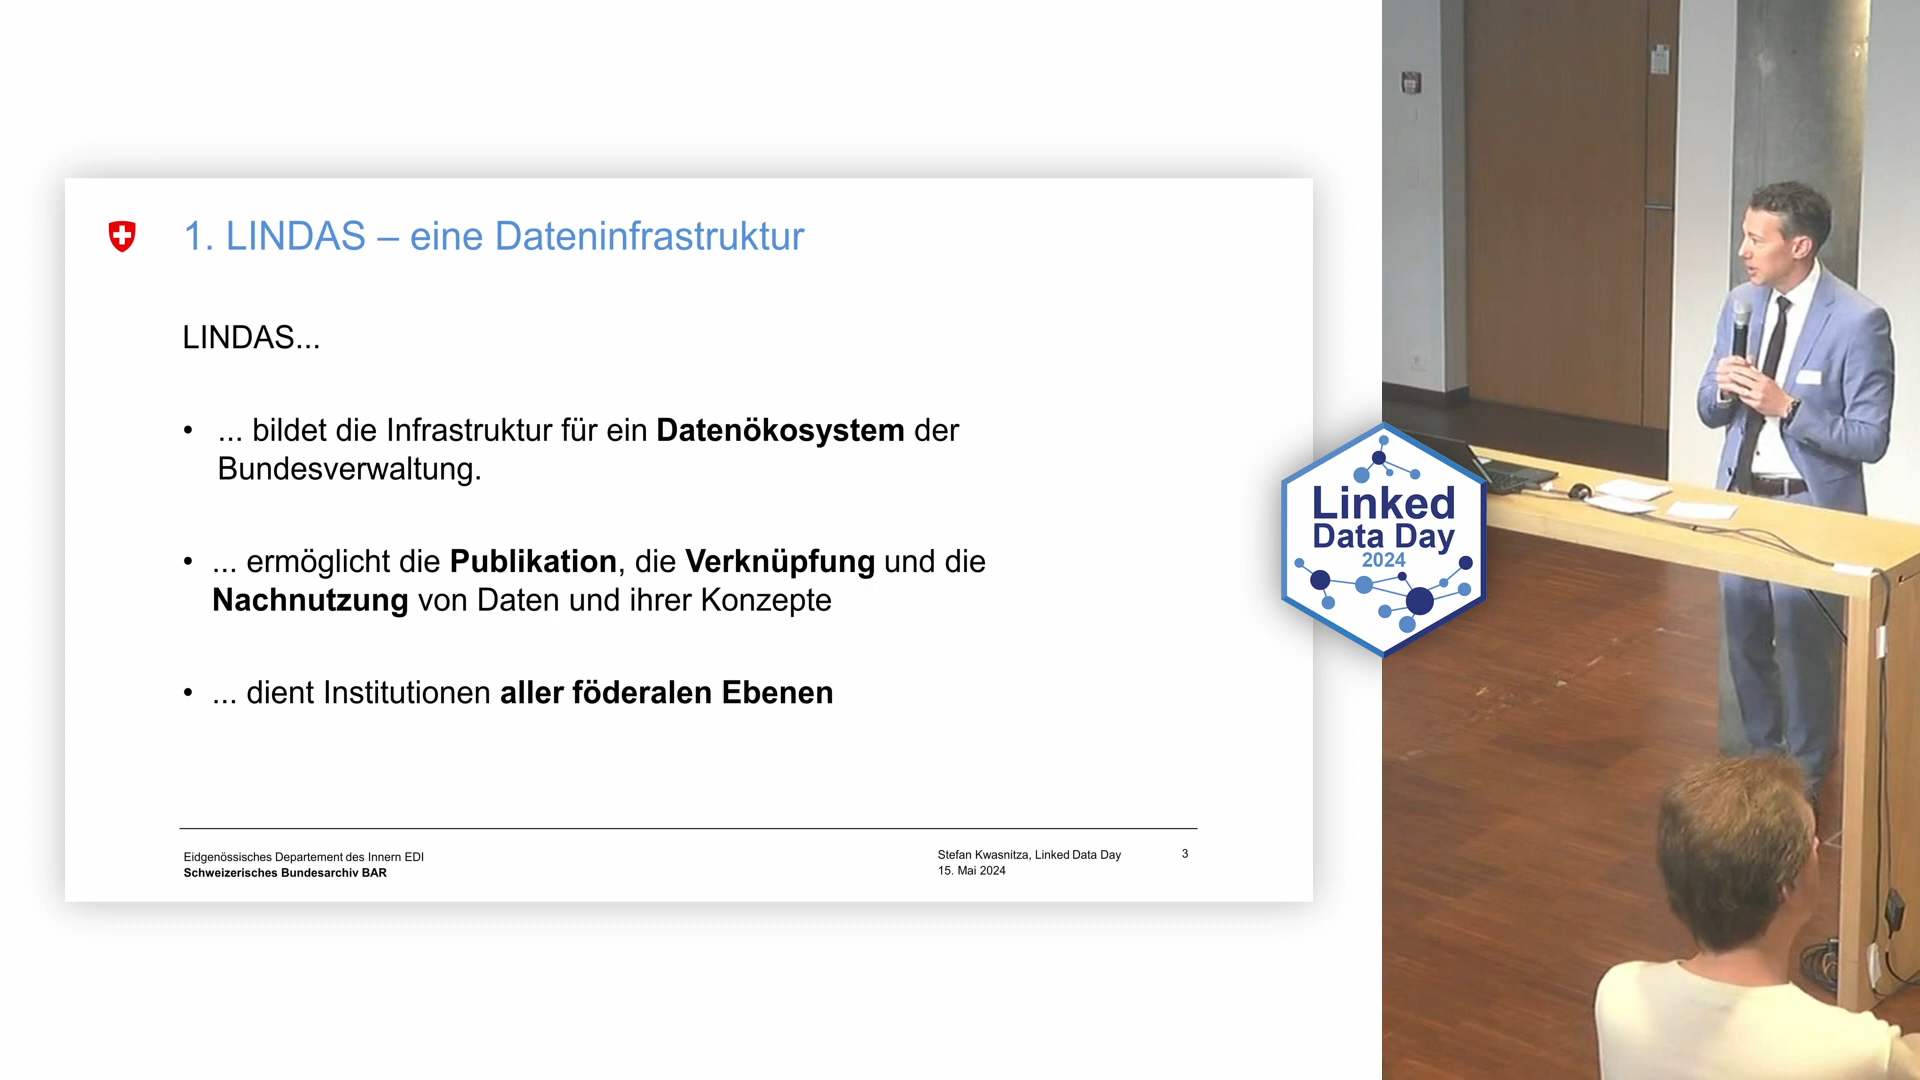 1. LINDAS – eine Dateninfrastruktur
LINDAS...
• ... bildet die Infrastruktur für ein Datenökosystem der
Bundesverwaltung.
• ... ermöglicht die Publikation, die Verknüpfung und die
Nachnutzung von Daten und ihrer Konzepte
• ... dient Institutionen aller föderalen Ebenen
Eidgenössisches Departement des Innern EDI
Schweizerisches Bundesarchiv BAR
Stefan Kwasnitza, Linked Data Day
15. Mai 2024
3
Linked
Data Day
2024